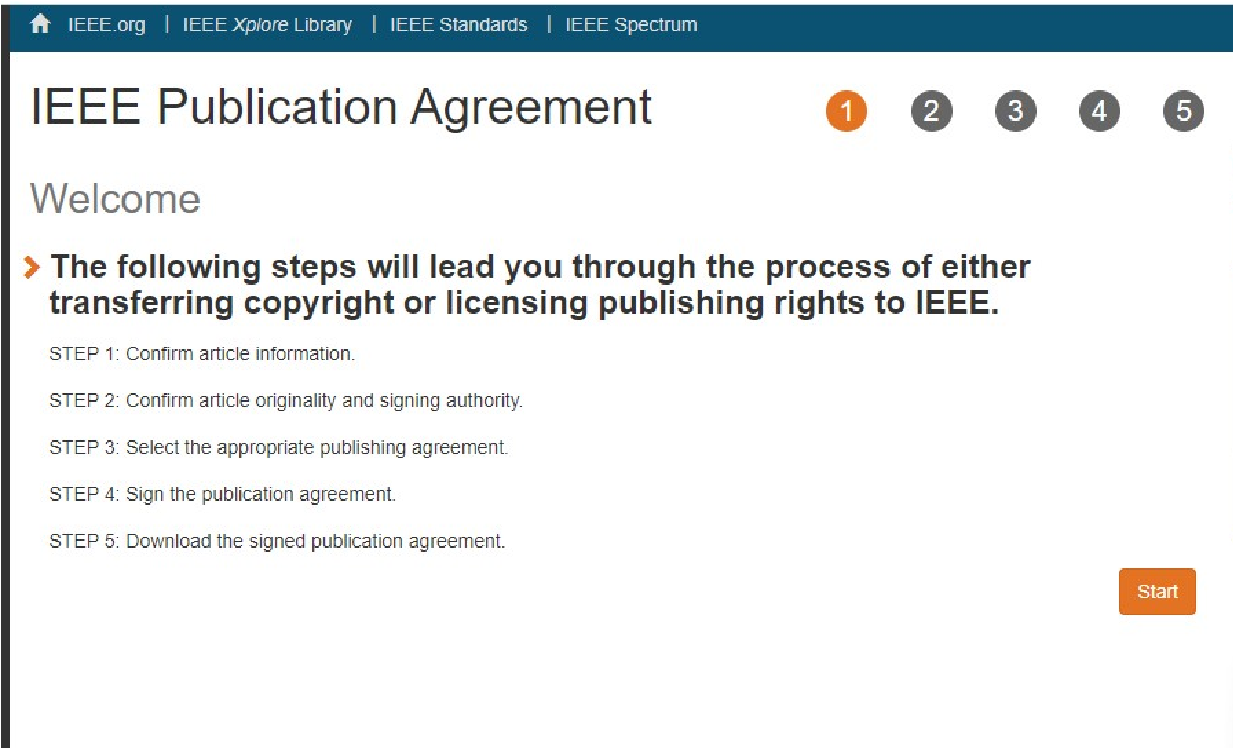 IEEE.org | IEEE Xplore Library | IEEE Standards | IEEE Spectrum
IEEE Publication Agreement 1 2 3 4 5
Welcome
The following steps will lead you through the process of either
transferring copyright or licensing publishing rights to IEEE.
STEP 1: Confirm article information.
STEP 2: Confirm article originality and signing authority.
STEP 3: Select the appropriate publishing agreement.
STEP 4: Sign the publication agreement.
STEP 5: Download the signed publication agreement.
Start